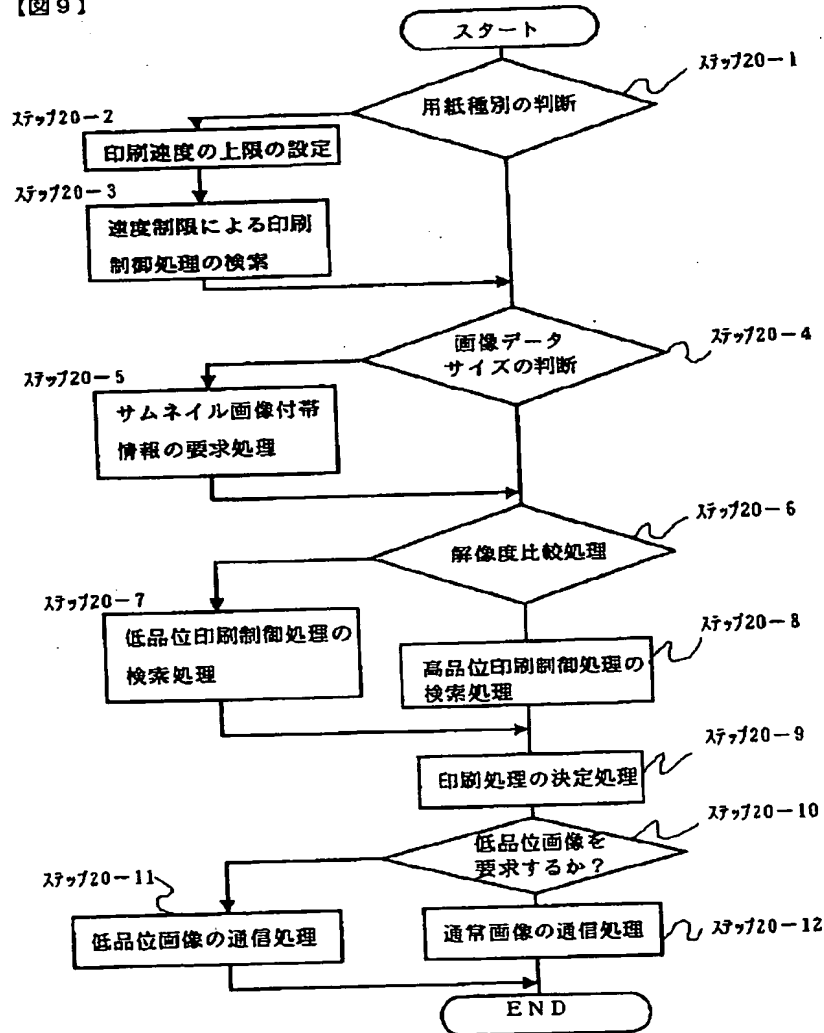 【図9】
スタート
ステップ20－1
用紙種別の判断
ステップ20－2
印刷速度の上限の設定
ステップ20－3
速度制限による印刷
制御処理の検索
ステップ20－4
画像データ
サイズの判断
ステップ20－5
サムネイル画像付帯
情報の要求処理
ステップ20－6
解像度比較処理
ステップ20－7
低品位印刷制御処理の
検索処理
ステップ20－8
高品位印刷制御処理の
検索処理
ステップ20－9
印刷処理の決定処理
ステップ20－10
低品位画像を
要求するか？
ステップ20－11
低品位画像の通信処理
通常画像の通信処理
ステップ20－12
END